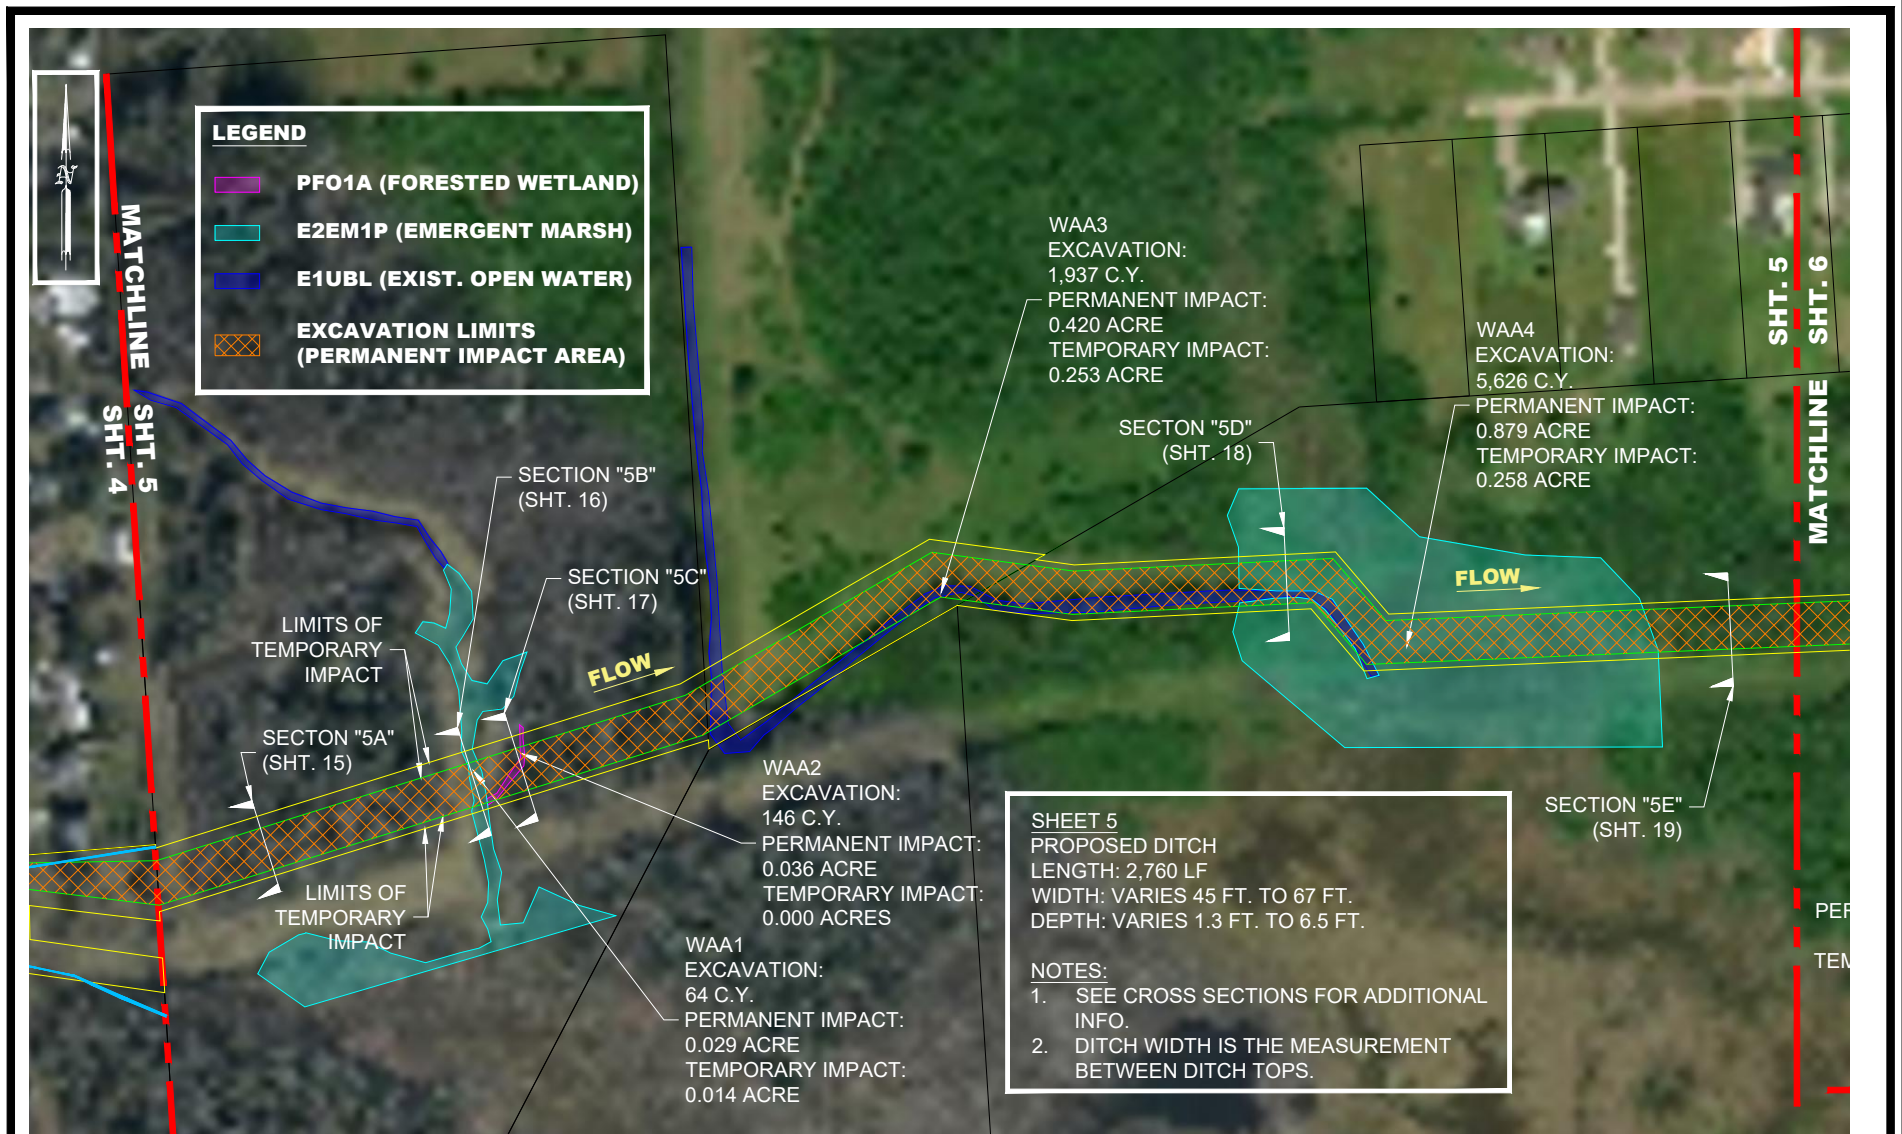 N
LEGEND
PFO1A (FORESTED WETLAND)
E2EM1P (EMERGENT MARSH)
E1UBL (EXIST. OPEN WATER)
EXCAVATION LIMITS
(PERMANENT IMPACT AREA)
MATCHLINE
SHT. 5
SHT. 4
SECTION "5B"
(SHT. 16)
SECTION "5C"
(SHT. 17)
LIMITS OF
TEMPORARY
IMPACT
SECTON "5A"
(SHT. 15)
FLOW
LIMITS OF
TEMPORARY
IMPACT
WAA3
EXCAVATION:
1,937 C.Y.
PERMANENT IMPACT:
0.420 ACRE
TEMPORARY IMPACT:
0.253 ACRE
SECTON "5D"
(SHT. 18)
WAA4
EXCAVATION:
5,626 C.Y.
PERMANENT IMPACT:
0.879 ACRE
TEMPORARY IMPACT:
0.258 ACRE
FLOW
SHT. 5
SHT. 6
MATCHLINE
WAA2
EXCAVATION:
146 C.Y.
PERMANENT IMPACT:
0.036 ACRE
TEMPORARY IMPACT:
0.000 ACRES
WAA1
EXCAVATION:
64 C.Y.
PERMANENT IMPACT:
0.029 ACRE
TEMPORARY IMPACT:
0.014 ACRE
SECTION "5E"
(SHT. 19)
SHEET 5
PROPOSED DITCH
LENGTH: 2,760 LF
WIDTH: VARIES 45 FT. TO 67 FT.
DEPTH: VARIES 1.3 FT. TO 6.5 FT.
NOTES:
1. SEE CROSS SECTIONS FOR ADDITIONAL
INFO.
2. DITCH WIDTH IS THE MEASUREMENT
BETWEEN DITCH TOPS.